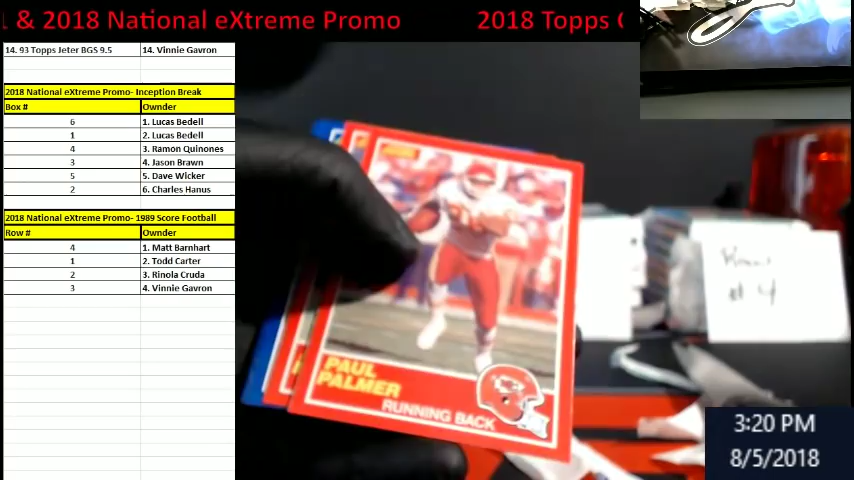 1 & 2018 National eXtreme Promo 2018 Topps
14. 93 Topps Jeter BGS 9.5 14. Vinnie Gavron
2018 National eXtreme Promo- Inception Break
Box # Ownder
6 1. Lucas Bedell
1 2. Lucas Bedell
4 3. Ramon Quinones
3 4. Jason Brawn
5 5. Dave Wicker
2 6. Charles Hanus
2018 National eXtreme Promo- 1989 Score Football
Row # Ownder
4 1. Matt Barnhart
1 2. Todd Carter
2 3. Rinola Cruda
3 4. Vinnie Gavron
PAUL
PALMER
RUNNING BACK
# 4
3:20 PM
8/5/2018